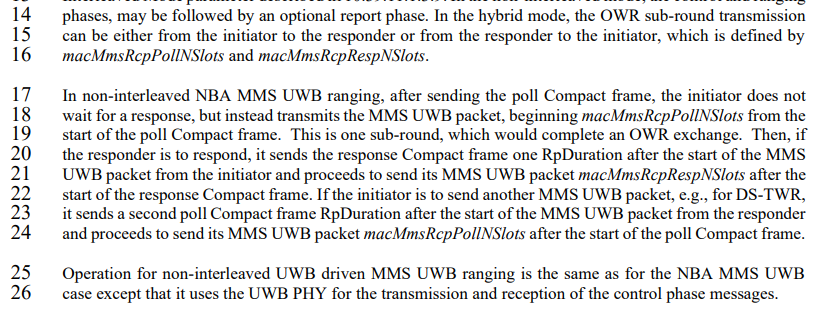 14 phases, may be followed by an optional report phase. In the hybrid mode, the OWR sub-round transmission
15 can be either from the initiator to the responder or from the responder to the initiator, which is defined by
16 macMmsRcpPollNSlots and macMmsRcpRespNSlots.
17 In non-interleaved NBA MMS UWB ranging, after sending the poll Compact frame, the initiator does not
18 wait for a response, but instead transmits the MMS UWB packet, beginning macMmsRcpPollNSlots from the
19 start of the poll Compact frame. This is one sub-round, which would complete an OWR exchange. Then, if
20 the responder is to respond, it sends the response Compact frame one RpDuration after the start of the MMS
21 UWB packet from the initiator and proceeds to send its MMS UWB packet macMmsRcpRespNSlots after the
22 start of the response Compact frame. If the initiator is to send another MMS UWB packet, e.g., for DS-TWR,
23 it sends a second poll Compact frame RpDuration after the start of the MMS UWB packet from the responder
24 and proceeds to send its MMS UWB packet macMmsRcpPollNSlots after the start of the poll Compact frame.
25 Operation for non-interleaved UWB driven MMS UWB ranging is the same as for the NBA MMS UWB
26 case except that it uses the UWB PHY for the transmission and reception of the control phase messages.